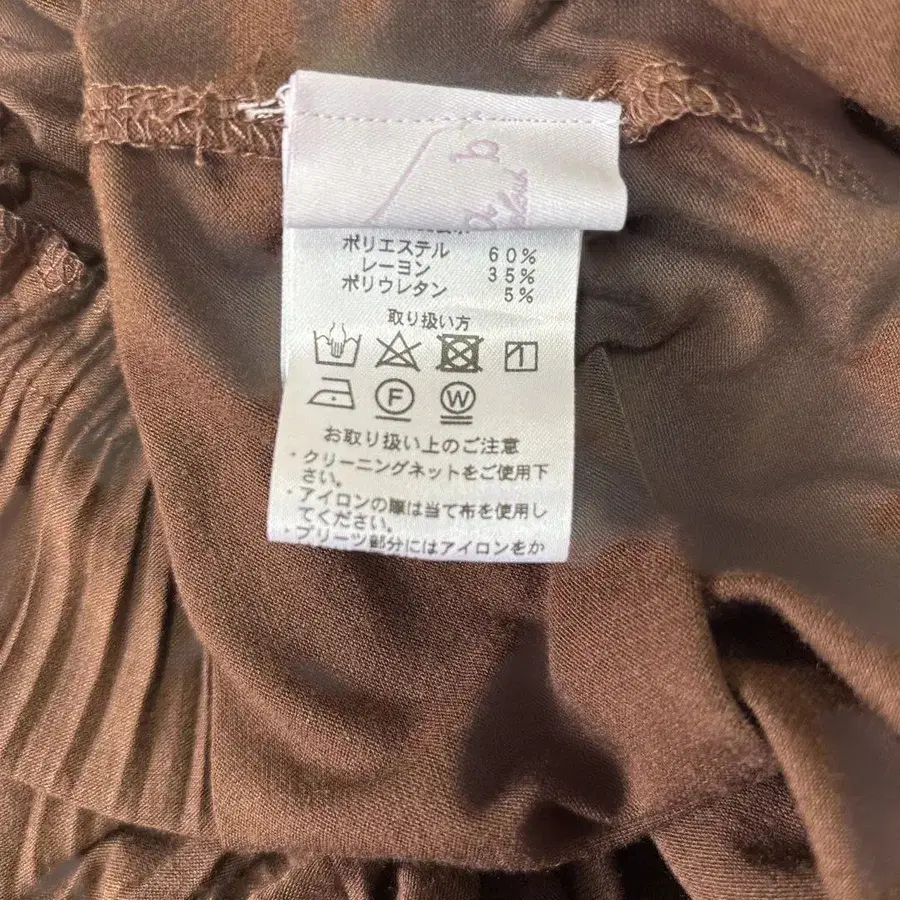 b
ポリエステル 60%
レーヨン 35%
ポリウレタン 5%
取り扱い方
F
W
お取り扱い上のご注意
・クリーニングネットをご使用下
さい。
・アイロンの際は当て布を使用し
てください。
・プリーツ部分にはアイロンをか